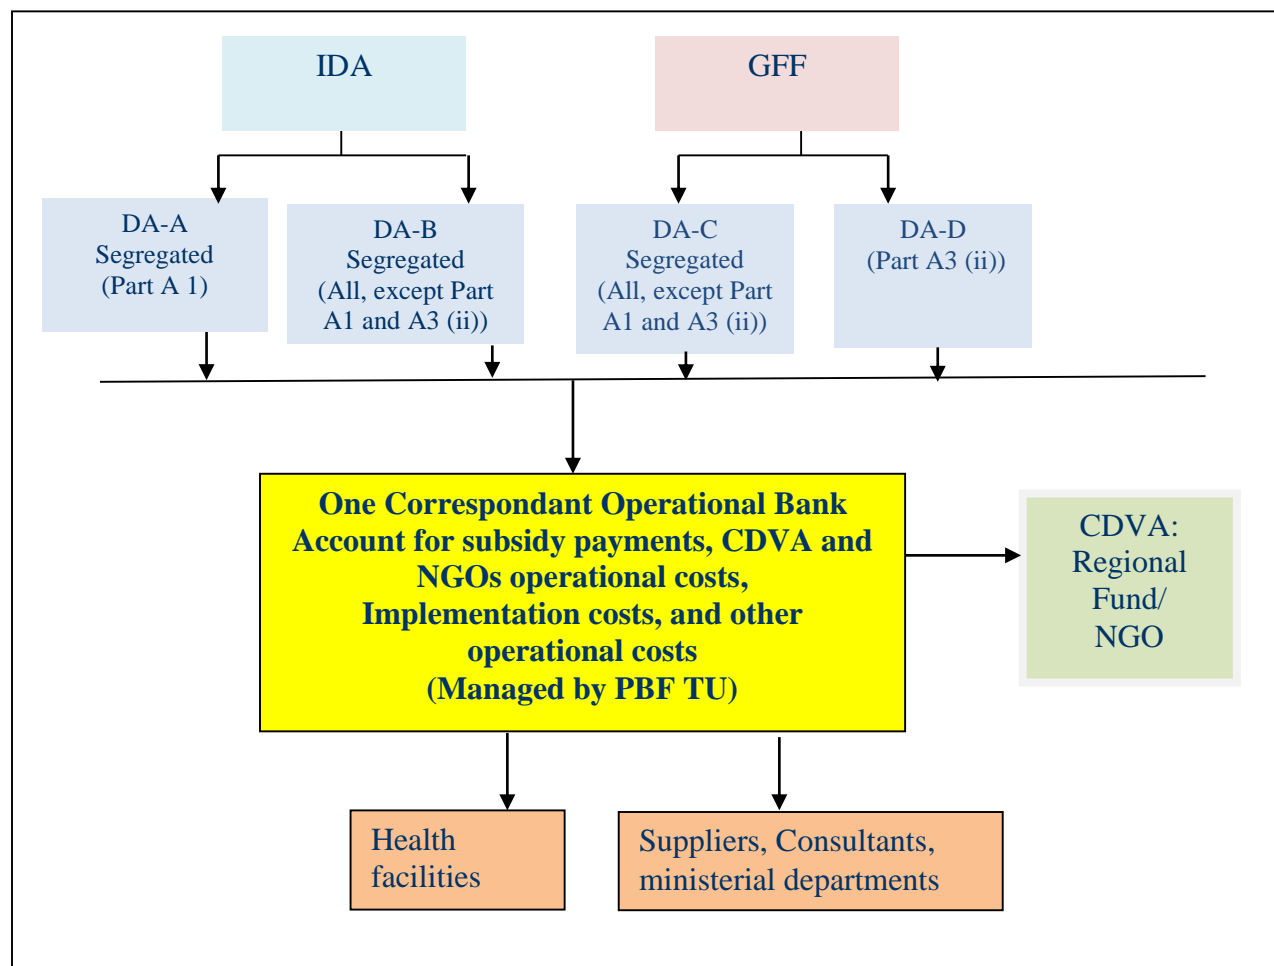 IDA
GFF
DA-A
Segregated
(Part A 1)
DA-B
Segregated
(All, except Part
A1 and A3 (ii))
DA-C
Segregated
(All, except Part
A1 and A3 (ii))
DA-D
(Part A3 (ii))
One Correspondant Operational Bank
Account for subsidy payments, CDVA and
NGOs operational costs,
Implementation costs, and other
operational costs
(Managed by PBF TU)
CDVA:
Regional
Fund/
NGO
Health
facilities
Suppliers, Consultants,
ministerial departments